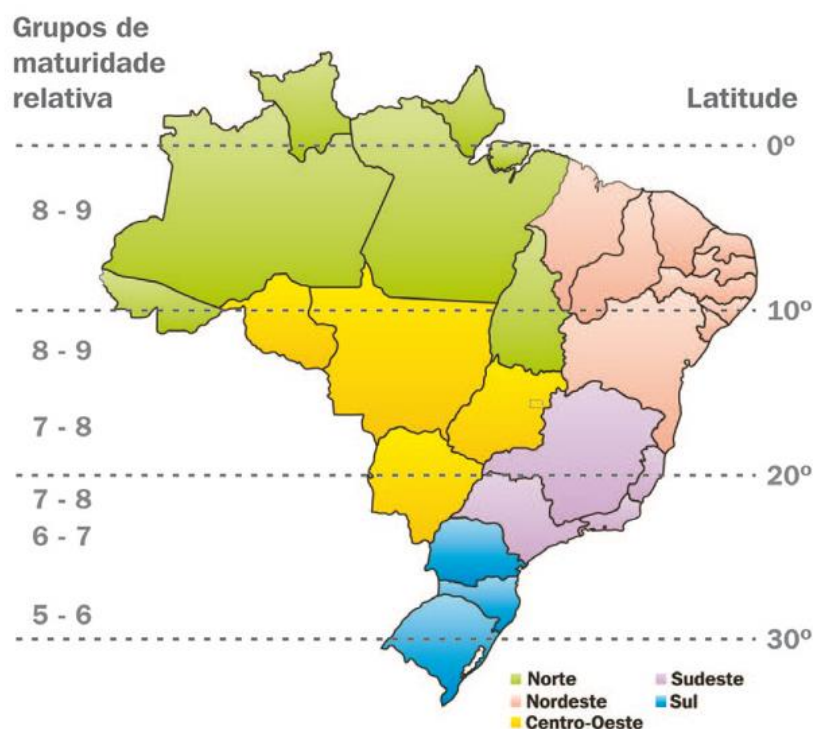 Grupos de
maturidade
relativa
Latitude
0º
8 - 9
10º
8 - 9
7 - 8
20º
7 - 8
6 - 7
5 - 6
30º
Norte
Nordeste
Centro-Oeste
Sudeste
Sul